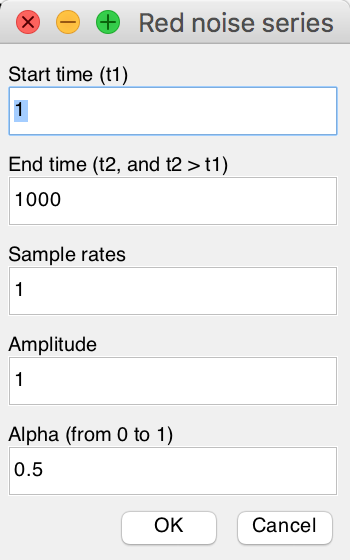 Red noise series
Start time (t1)
1
End time (t2, and t2 > t1)
1000
Sample rates
1
Amplitude
1
Alpha (from 0 to 1)
0.5
OK Cancel